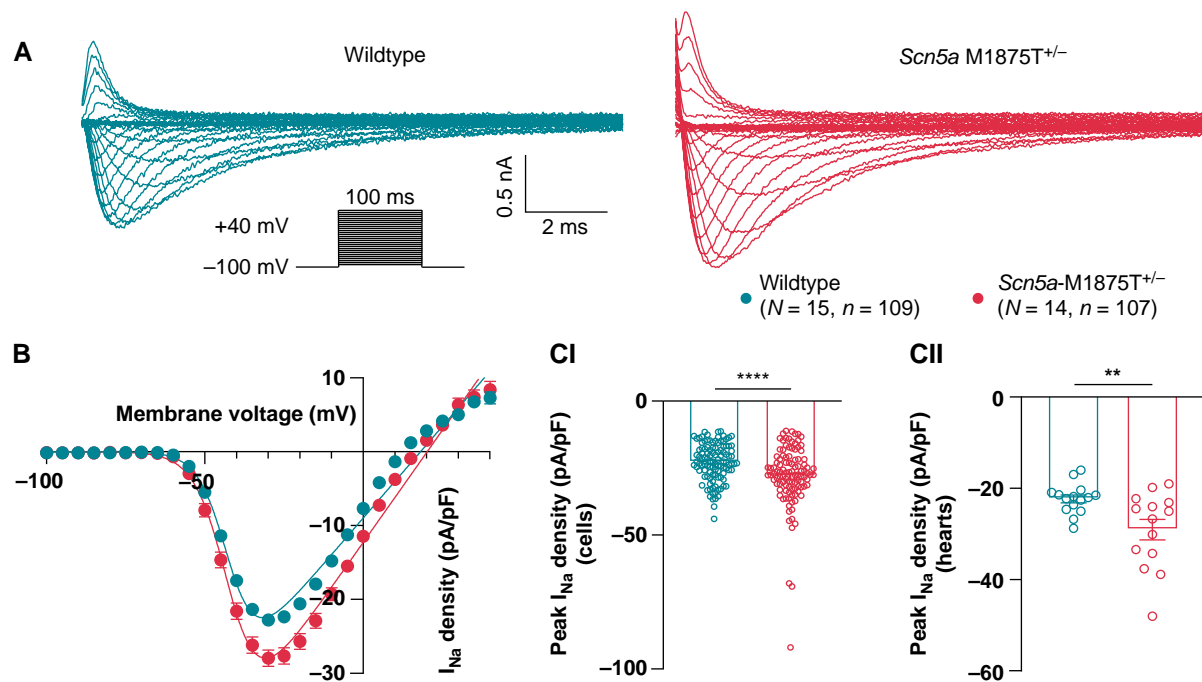 A
Wildtype
Scn5a M1875T+/−
100 ms
+40 mV
−100 mV
0.5 nA
2 ms
Wildtype
(N = 15, n = 109)
Scn5a-M1875T+/−
(N = 14, n = 107)
B
Membrane voltage (mV)
10
−100
−50
−10
−20
−30
INa density (pA/pF)
CI
****
Peak INa density (pA/pF)
(cells)
0
−50
−100
CII
**
Peak INa density (pA/pF)
(hearts)
0
−20
−40
−60